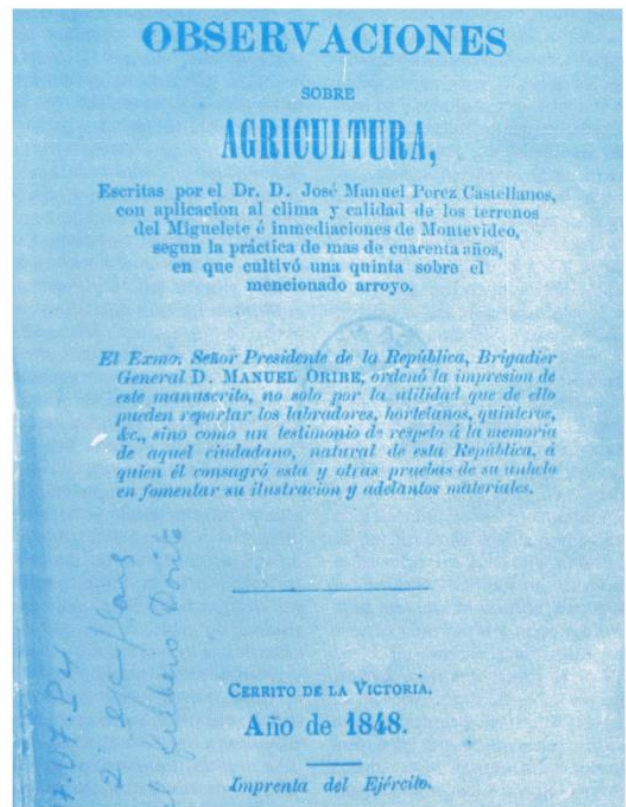 OBSERVACIONES
SOBRE
AGRICULTURA,
Escritas por el Dr. D. José Manuel Perez Castellanos,
con aplicacion al clima y calidad de los terrenos
del Miguelete é inmediaciones de Montevideo,
segun la práctica de mas de cuarenta años,
en que cultivó una quinta sobre el
mencionado arroyo.
El Exmo. Señor Presidente de la República, Brigadier
General D. MANUEL ORIBE, ordenó la impresion de
este manuscrito, no solo por la utilidad que de ello
pueden reportar los labradores, hortelanos, quinteros,
&c., sino como un testimonio de respeto á la memoria
de aquel ciudadano, natural de esta República, á
quien él consagró esta y otras pruebas de su anhelo
en fomentar su ilustracion y adelantos materiales.
CERRITO DE LA VICTORIA.
Año de 1848.
Imprenta del Ejército.